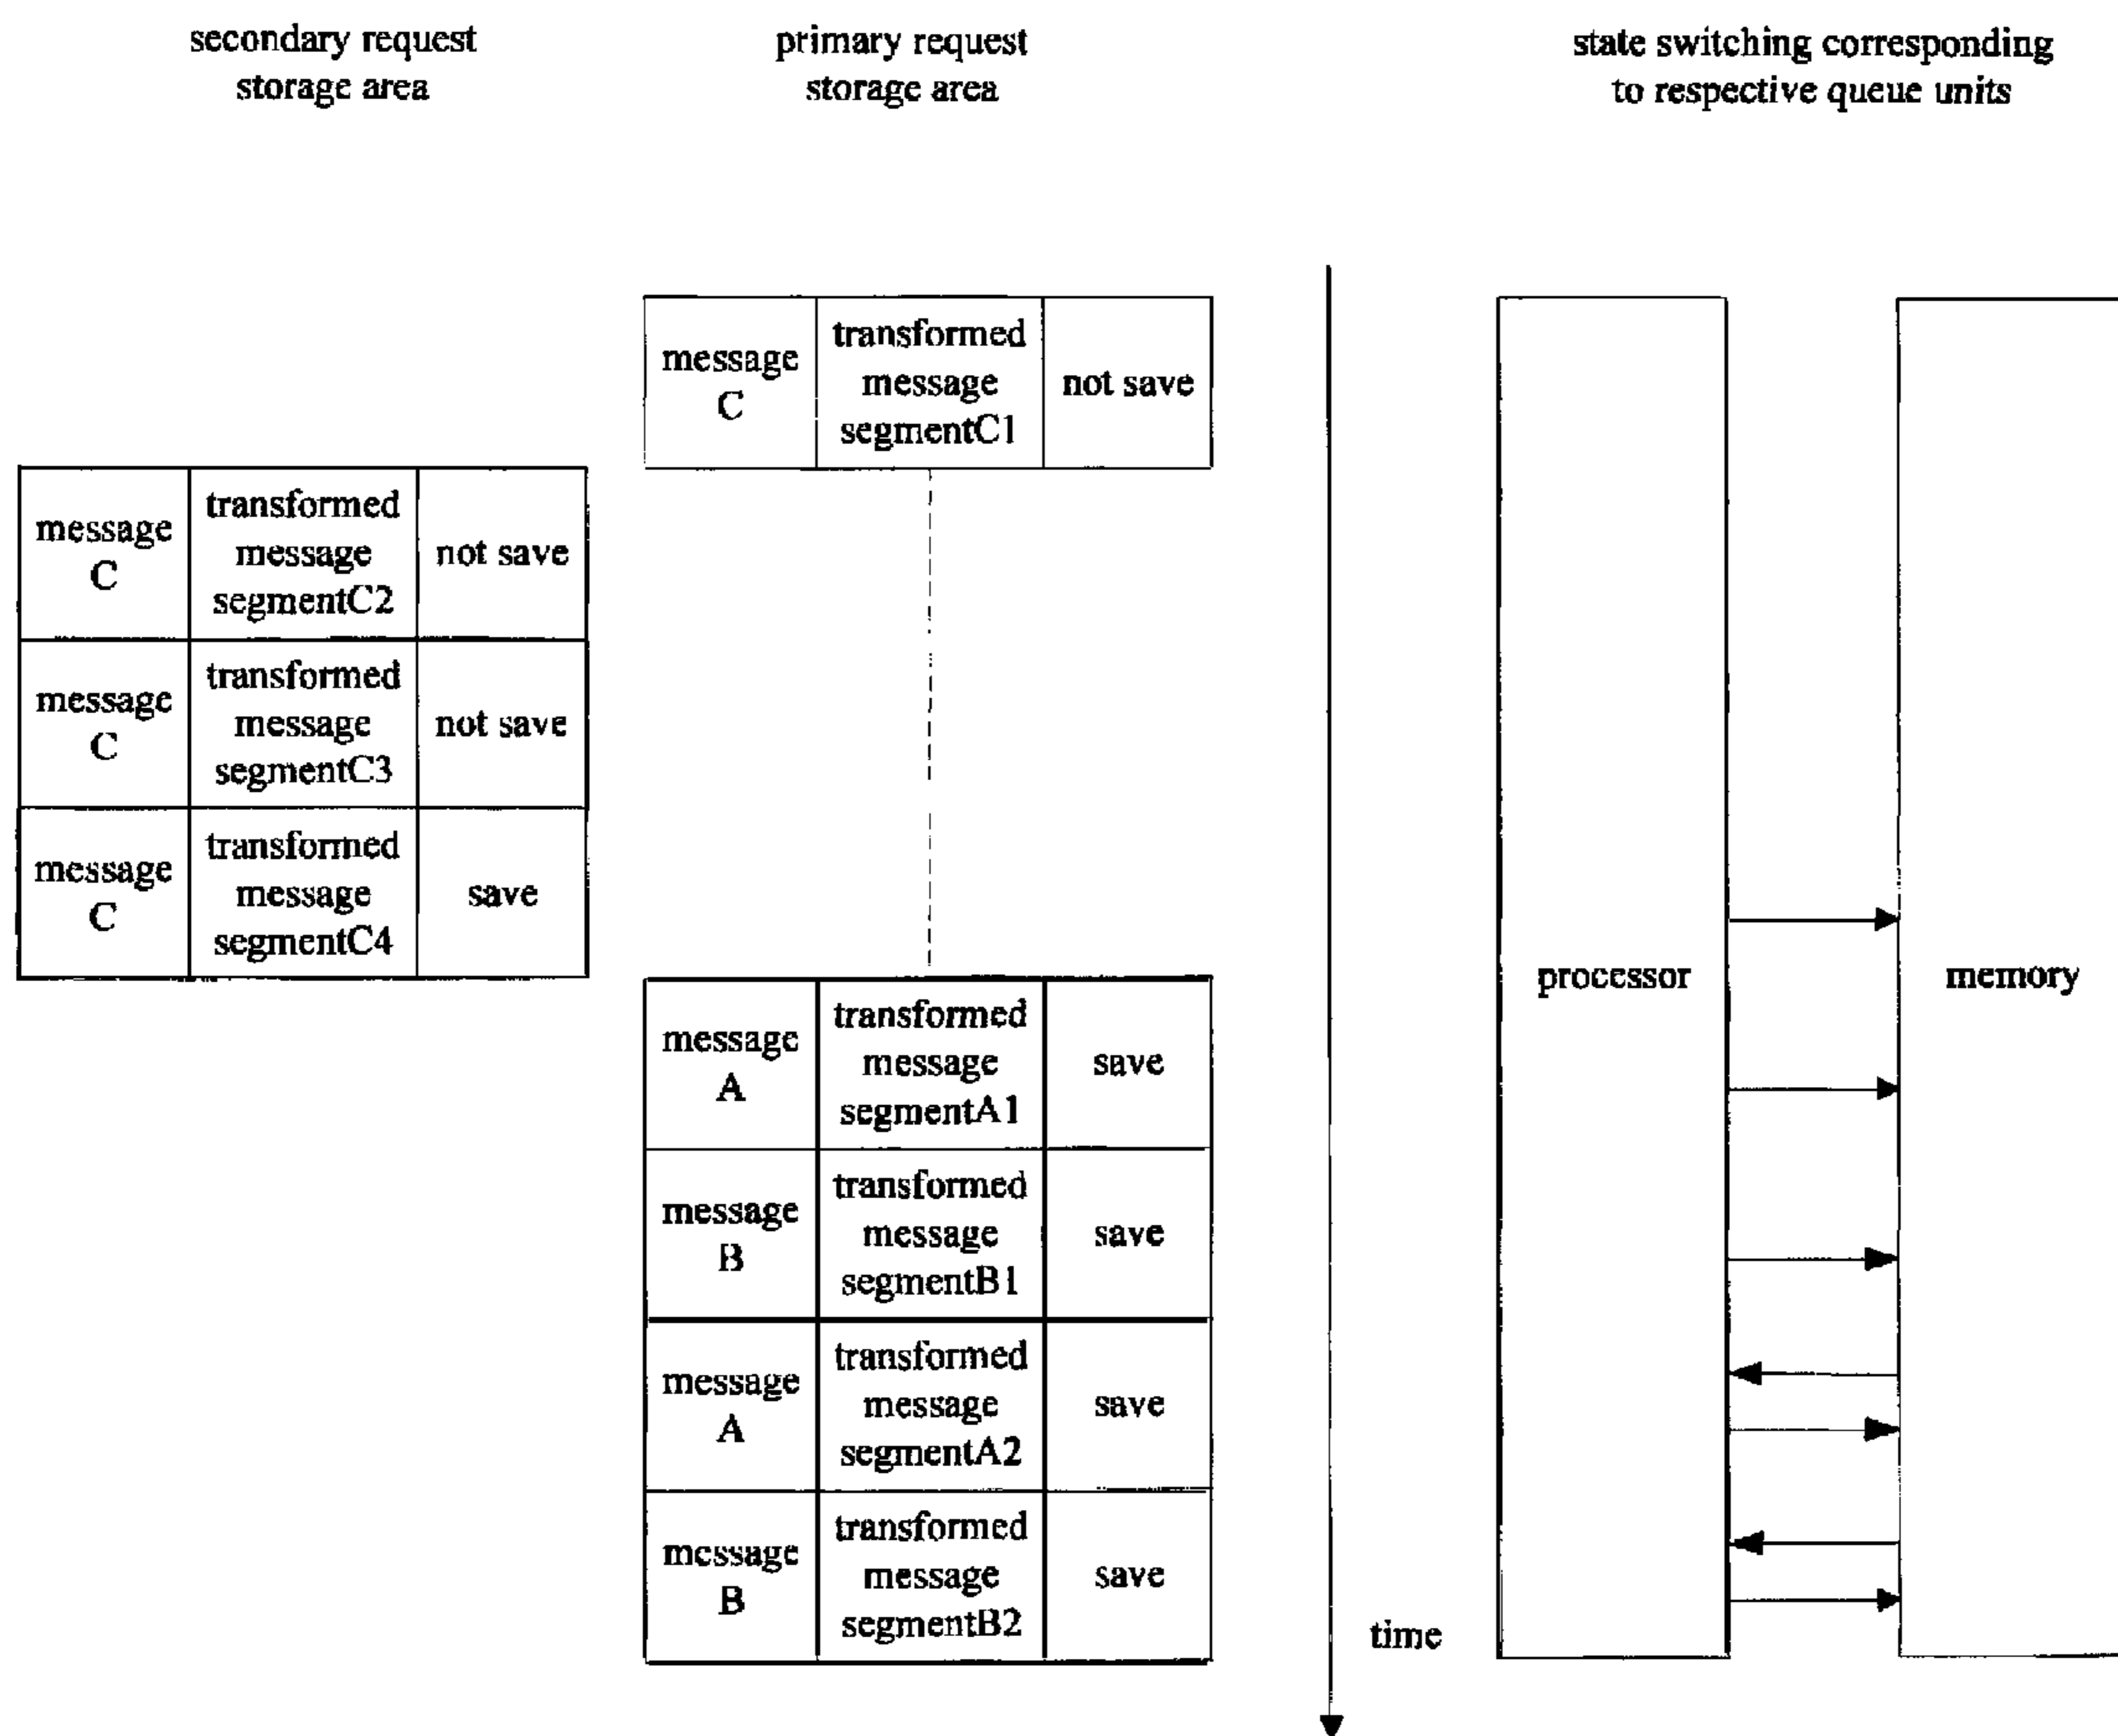 secondary request
storage area
primary request
storage area
state switching corresponding
to respective queue units
message
C
transformed
message
segmentC1
not save
message
C
transformed
message
segmentC2
not save
message
C
transformed
message
segmentC3
not save
message
C
transformed
message
segmentC4
save
message
A
transformed
message
segmentA1
save
message
B
transformed
message
segmentB1
save
message
A
transformed
message
segmentA2
save
message
B
transformed
message
segmentB2
save
time
processor
memory